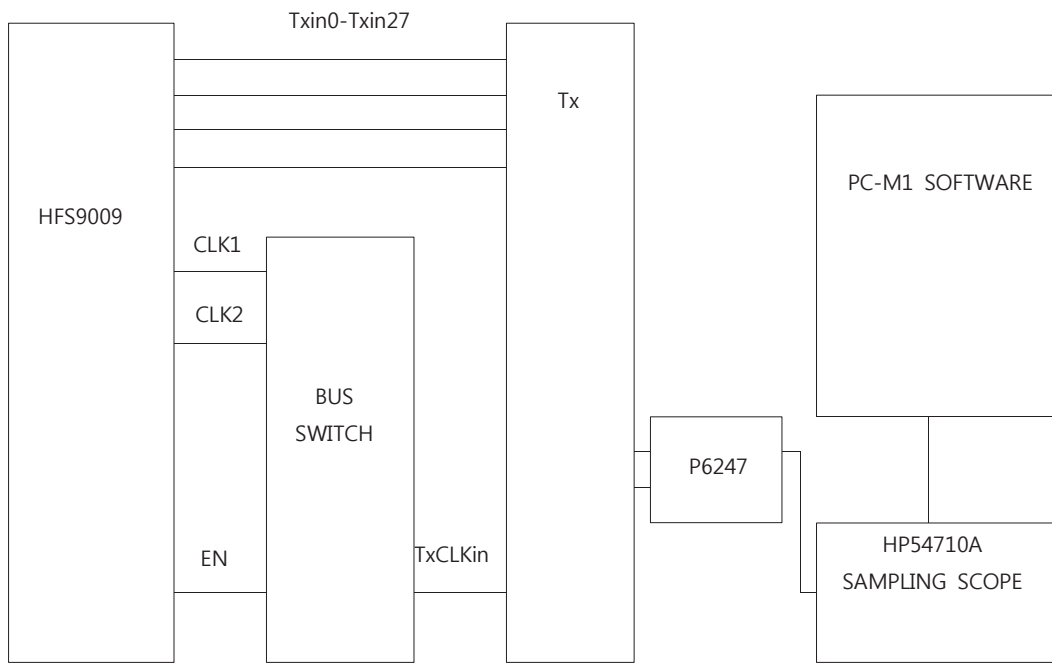 Txin0-Txin27
Tx
HFS9009
CLK1
CLK2
BUS
SWITCH
EN
TxCLKin
P6247
PC-M1 SOFTWARE
HP54710A
SAMPLING SCOPE